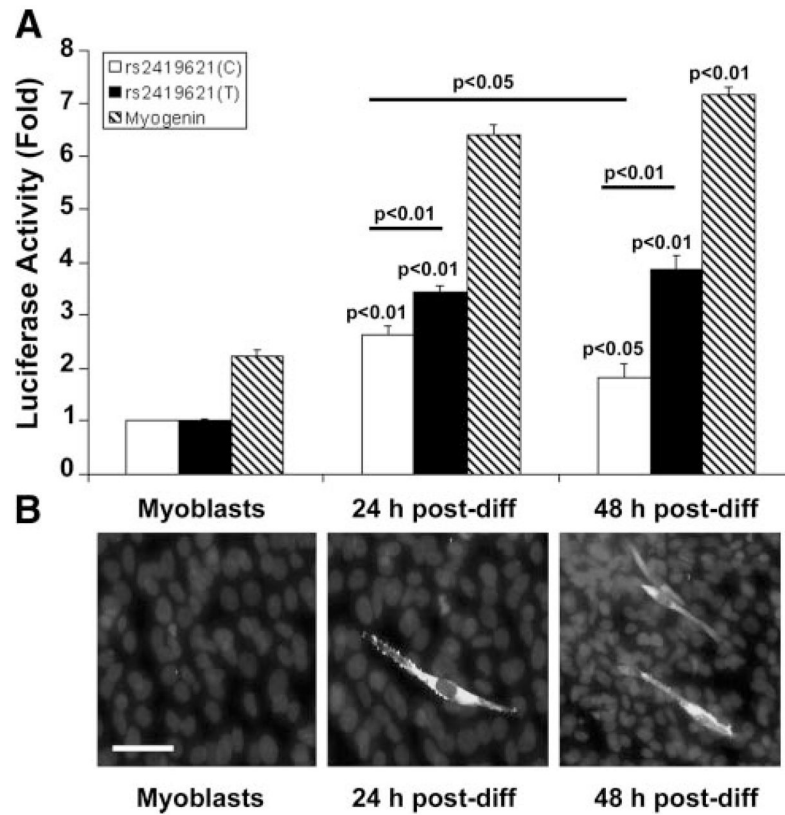 A
Luciferase Activity (Fold)
8
7
6
5
4
3
2
1
0
rs2419621(C)
rs2419621(T)
Myogenin
p<0.05
p<0.01
p<0.01
p<0.01
p<0.01
p<0.01
p<0.01
p<0.05
Myoblasts
24 h post-diff
48 h post-diff
B
Myoblasts
24 h post-diff
48 h post-diff